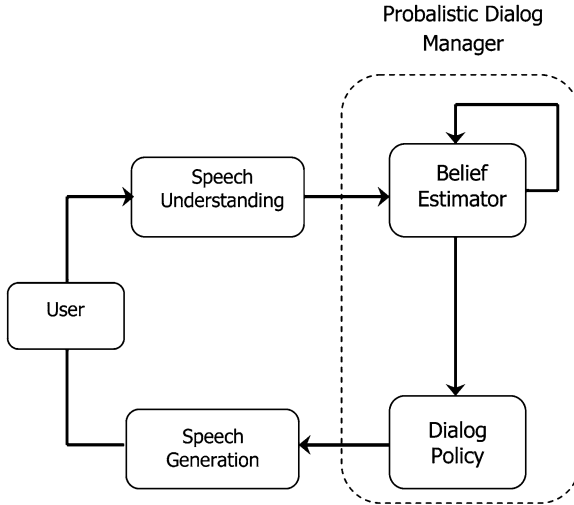 Probalistic Dialog
Manager
Speech
Understanding
Belief
Estimator
User
Speech
Generation
Dialog
Policy